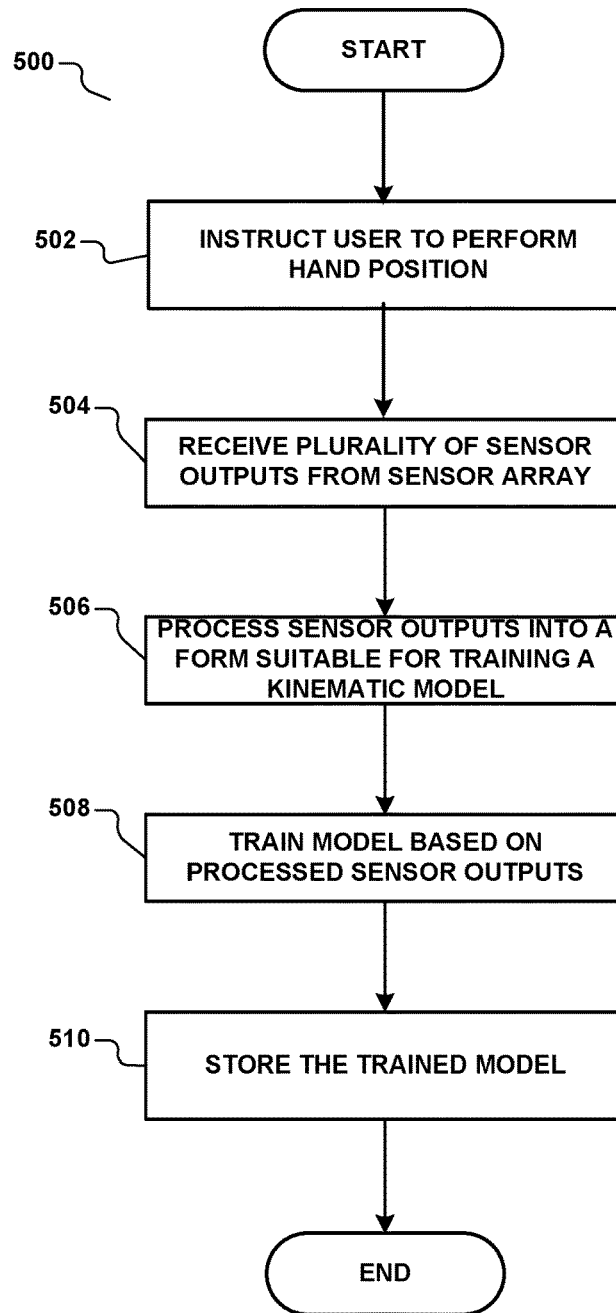 START
500
502
INSTRUCT USER TO PERFORM
HAND POSITION
504
RECEIVE PLURALITY OF SENSOR
OUTPUTS FROM SENSOR ARRAY
506
PROCESS SENSOR OUTPUTS INTO A
FORM SUITABLE FOR TRAINING A
KINEMATIC MODEL
508
TRAIN MODEL BASED ON
PROCESSED SENSOR OUTPUTS
510
STORE THE TRAINED MODEL
END